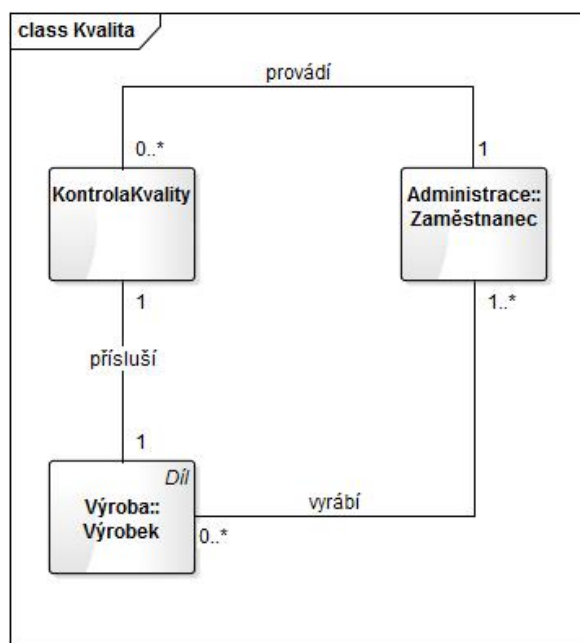 class Kvalita
provádí
0..*
1
KontrolaKvality
Administrace::
Zaměstnanec
1
1..*
přísluší
1
Díl
Výroba::
Výrobek
vyrábí
0..*